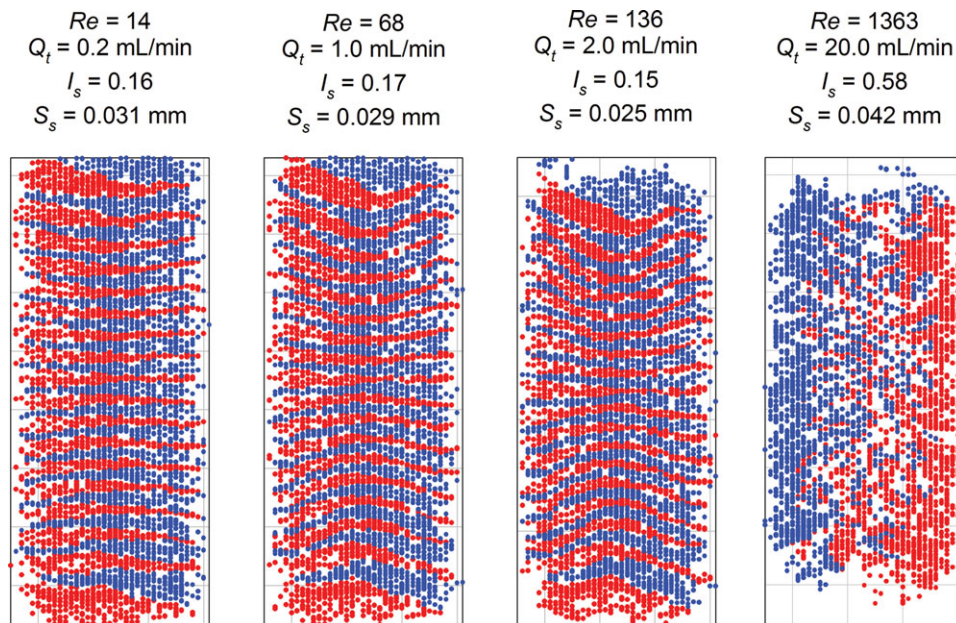 Re = 14
Qt = 0.2 mL/min
Is = 0.16
Ss = 0.031 mm
Re = 68
Qt = 1.0 mL/min
Is = 0.17
Ss = 0.029 mm
Re = 136
Qt = 2.0 mL/min
Is = 0.15
Ss = 0.025 mm
Re = 1363
Qt = 20.0 mL/min
Is = 0.58
Ss = 0.042 mm